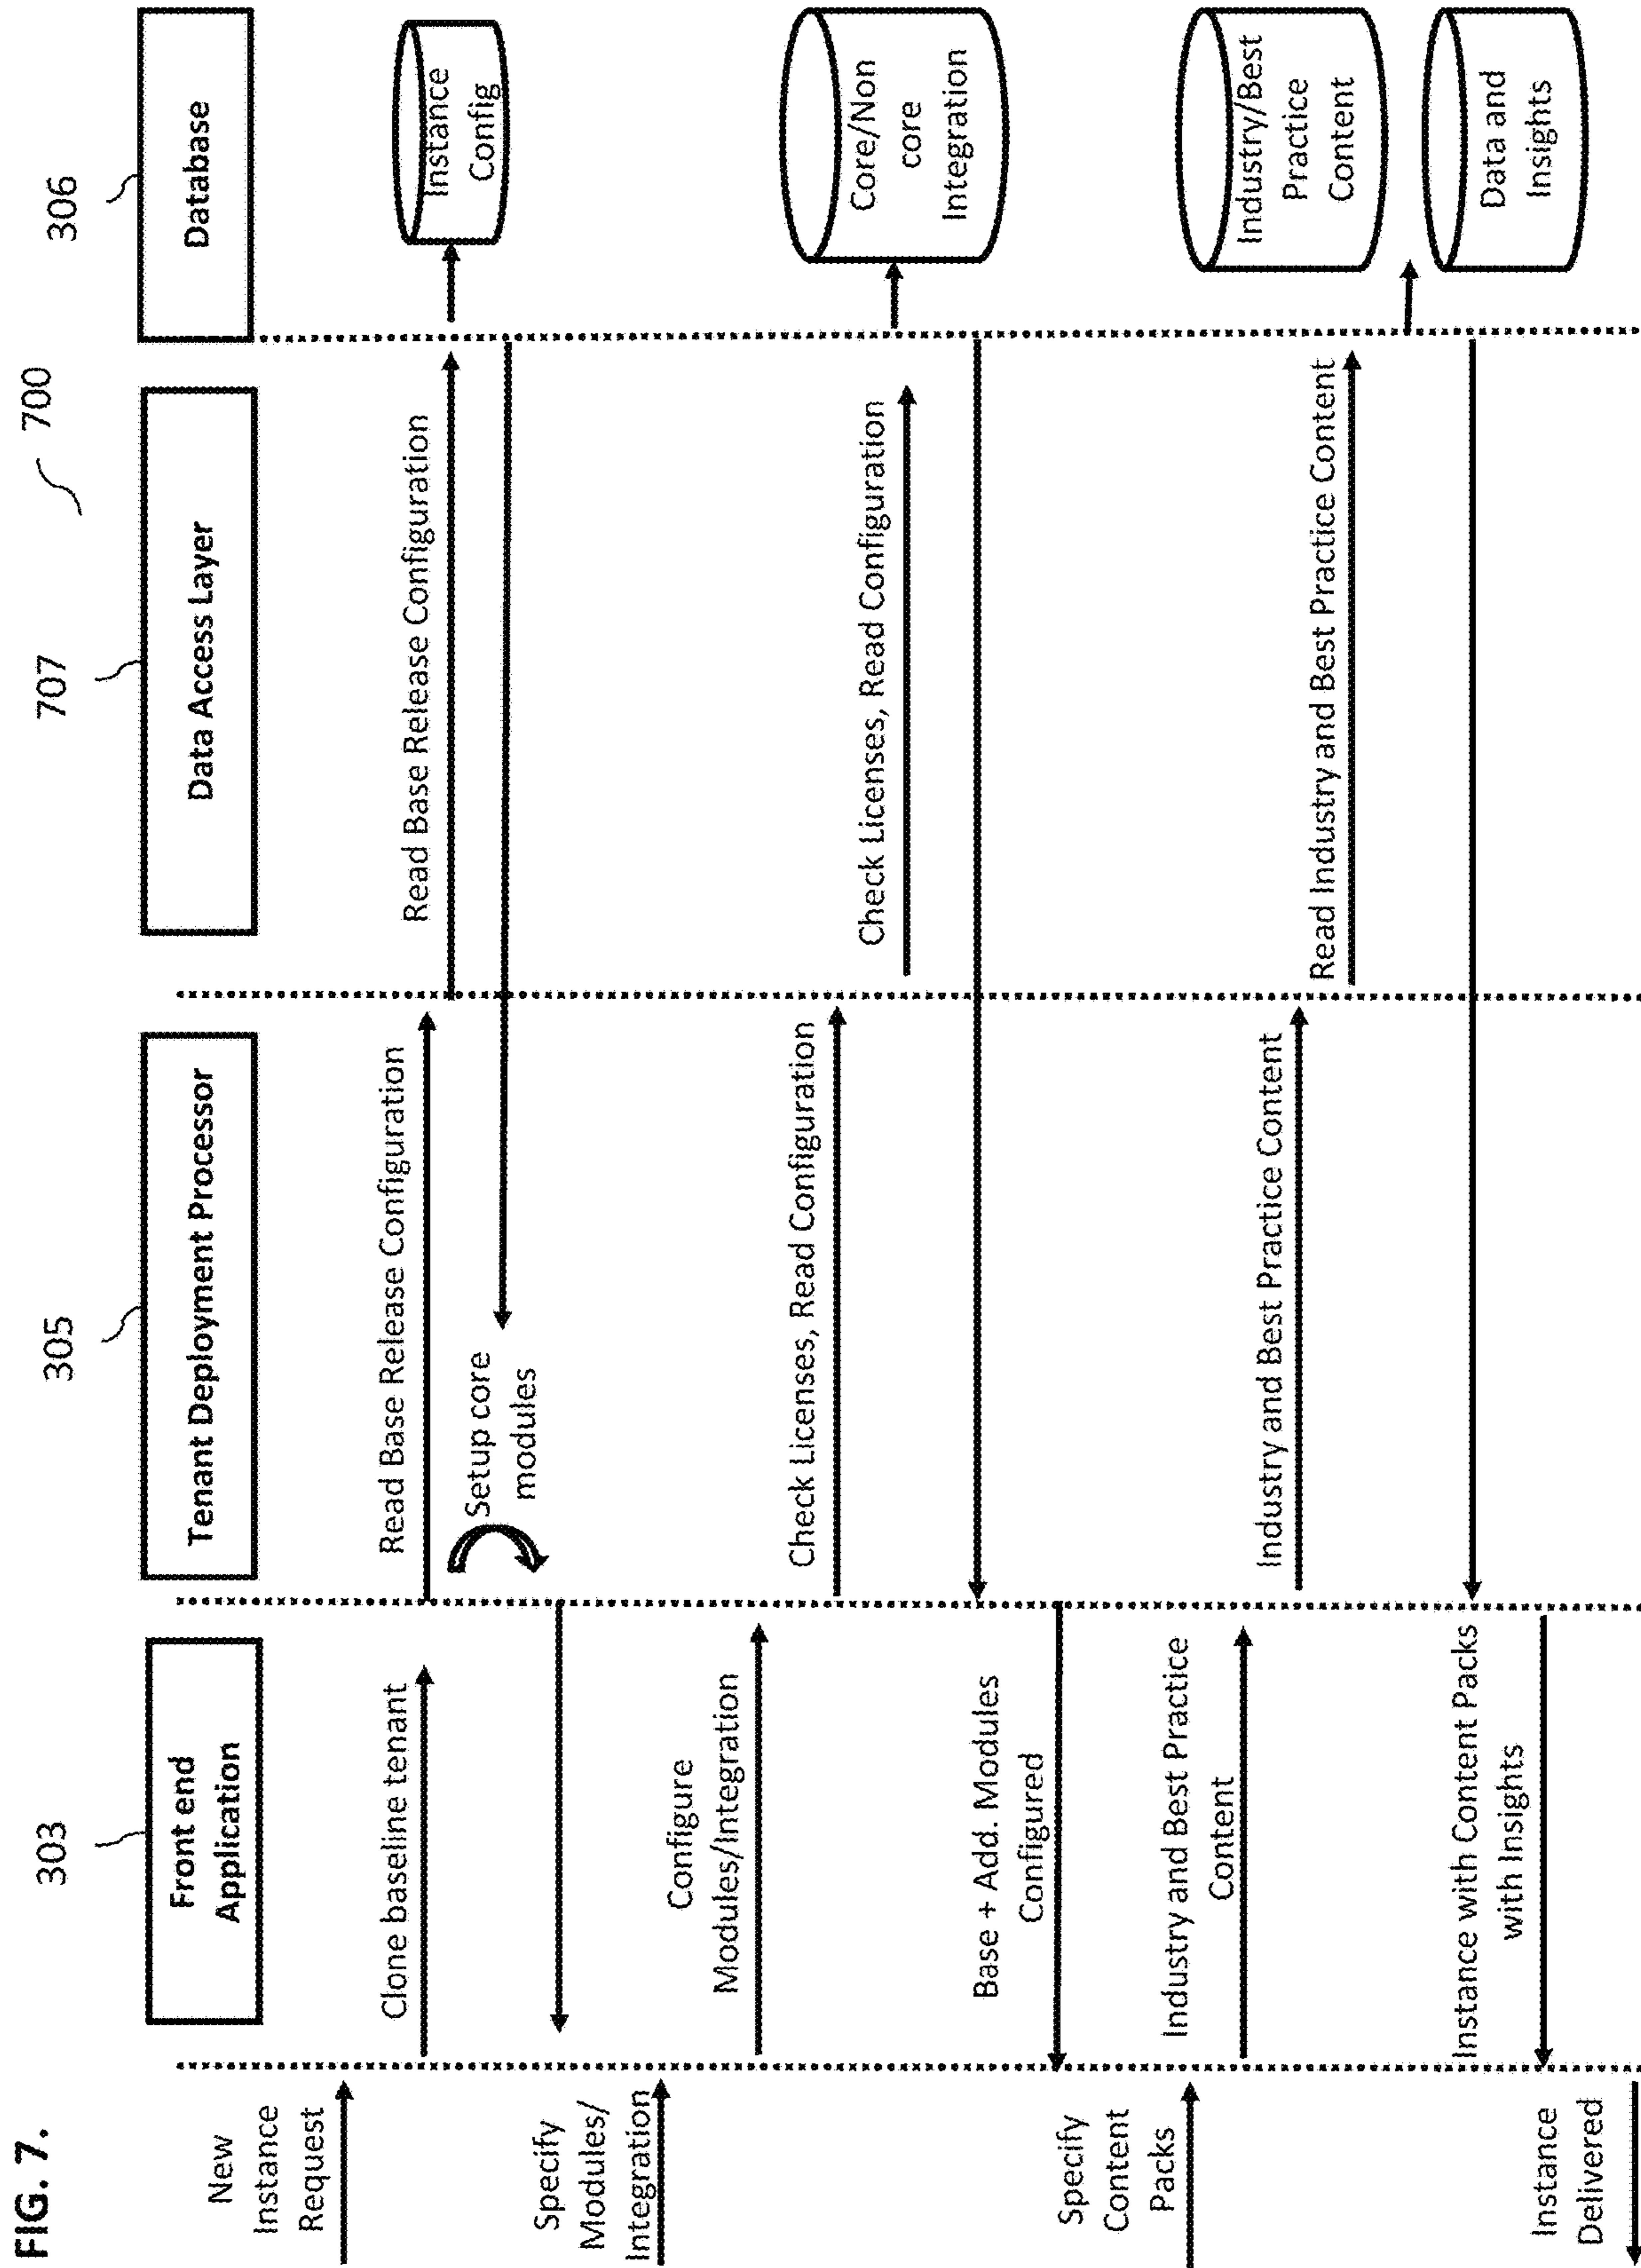 FIG. 7.
700
303
305
707
306
Front end
Application
Tenant Deployment Processor
Data Access Layer
Database
New
Instance
Request
Clone baseline tenant
Read Base Release Configuration
Read Base Release Configuration
Instance
Config
Setup core
modules
Specify
Modules/
Integration
Configure
Modules/Integration
Check Licenses, Read Configuration
Check Licenses, Read Configuration
Core/Non
core
Integration
Base + Add. Modules
Configured
Specify
Content
Packs
Industry and Best Practice
Content
Industry and Best Practice Content
Read Industry and Best Practice Content
Industry/Best
Practice
Content
Data and
Insights
Instance with Content Packs
with Insights
Instance
Delivered